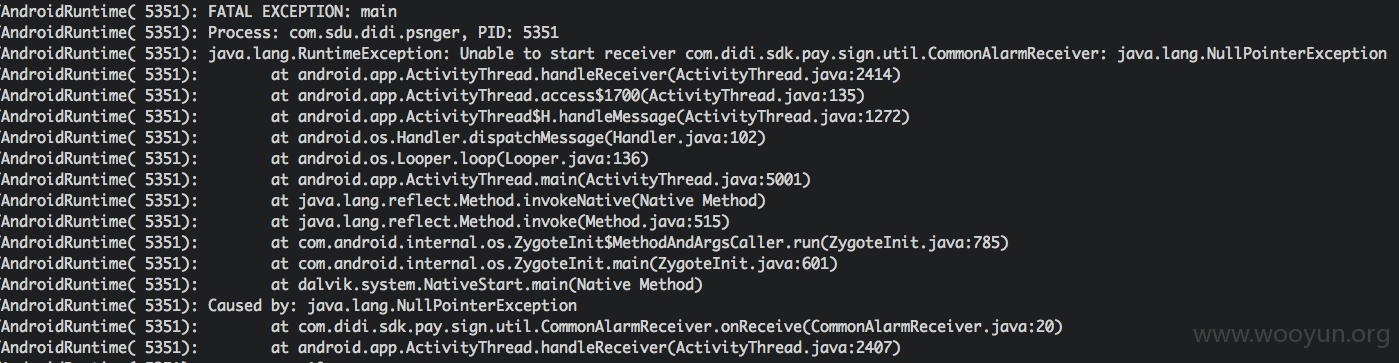 /AndroidRuntime( 5351): FATAL EXCEPTION: main
/AndroidRuntime( 5351): Process: com.sdu.didi.psnger, PID: 5351
/AndroidRuntime( 5351): java.lang.RuntimeException: Unable to start receiver com.didi.sdk.pay.sign.util.CommonAlarmReceiver: java.lang.NullPointerException
/AndroidRuntime( 5351): at android.app.ActivityThread.handleReceiver(ActivityThread.java:2414)
/AndroidRuntime( 5351): at android.app.ActivityThread.access$1700(ActivityThread.java:135)
/AndroidRuntime( 5351): at android.app.ActivityThread$H.handleMessage(ActivityThread.java:1272)
/AndroidRuntime( 5351): at android.os.Handler.dispatchMessage(Handler.java:102)
/AndroidRuntime( 5351): at android.os.Looper.loop(Looper.java:136)
/AndroidRuntime( 5351): at android.app.ActivityThread.main(ActivityThread.java:5001)
/AndroidRuntime( 5351): at java.lang.reflect.Method.invokeNative(Native Method)
/AndroidRuntime( 5351): at java.lang.reflect.Method.invoke(Method.java:515)
/AndroidRuntime( 5351): at com.android.internal.os.ZygoteInit$MethodAndArgsCaller.run(ZygoteInit.java:785)
/AndroidRuntime( 5351): at com.android.internal.os.ZygoteInit.main(ZygoteInit.java:601)
/AndroidRuntime( 5351): at dalvik.system.NativeStart.main(Native Method)
/AndroidRuntime( 5351): Caused by: java.lang.NullPointerException
/AndroidRuntime( 5351): at com.didi.sdk.pay.sign.util.CommonAlarmReceiver.onReceive(CommonAlarmReceiver.java:20)
/AndroidRuntime( 5351): at android.app.ActivityThread.handleReceiver(ActivityThread.java:2407)
www.wooyun.org